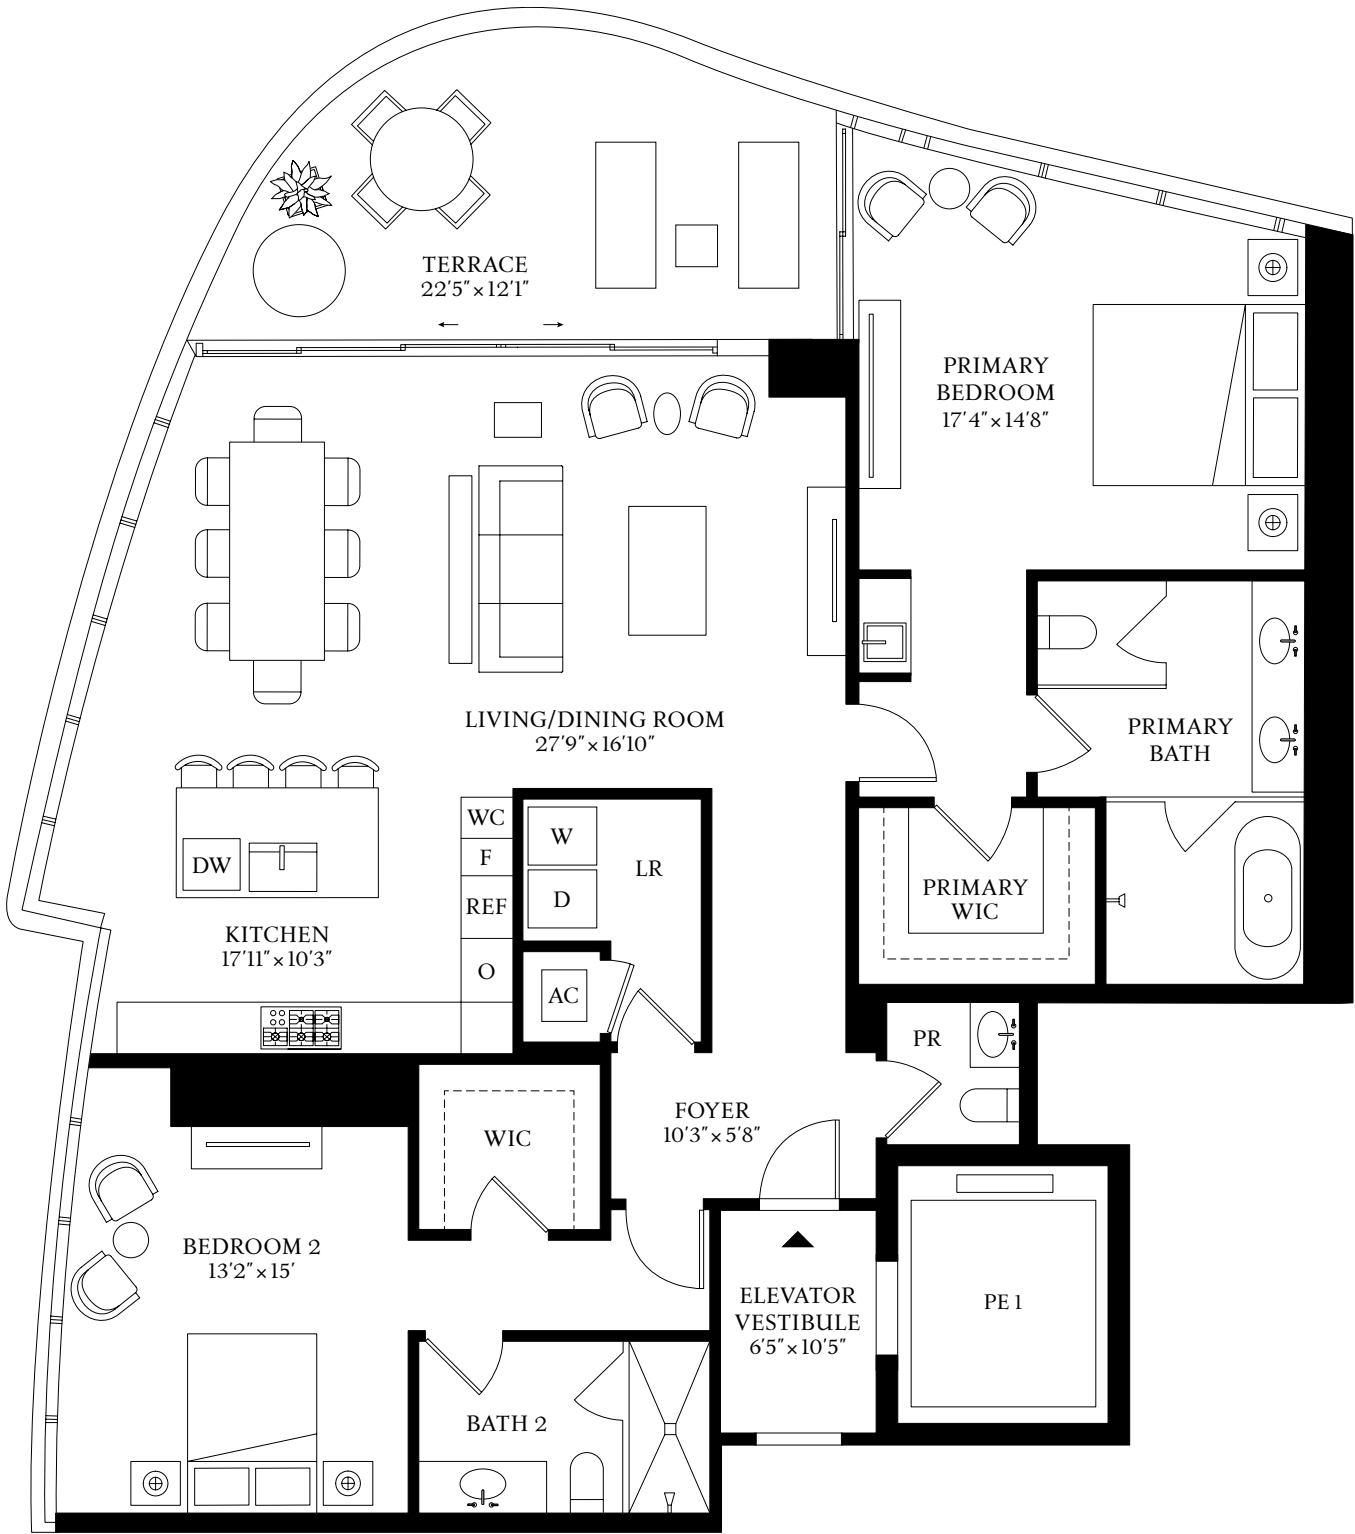 TERRACE
22'5"×12'1"
PRIMARY
BEDROOM
17'4"×14'8"
LIVING/DINING ROOM
27'9"×16'10"
PRIMARY
BATH
WC
F
REF
O
W
D
LR
AC
DW
KITCHEN
17'11"×10'3"
PRIMARY
WIC
PR
FOYER
10'3"×5'8"
WIC
BEDROOM 2
13'2"×15'
ELEVATOR
VESTIBULE
6'5"×10'5"
PE 1
BATH 2